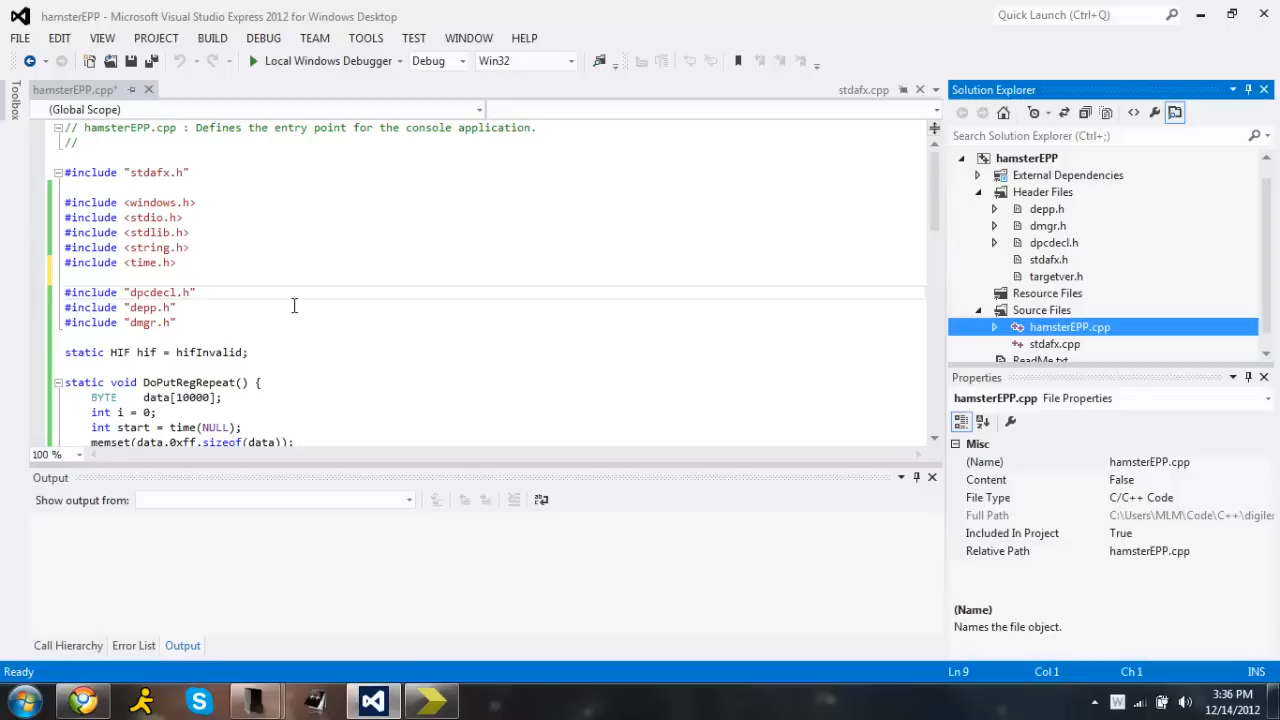 hamsterEPP - Microsoft Visual Studio Express 2012 for Windows Desktop
Quick Launch (Ctrl+Q)
FILE EDIT VIEW PROJECT BUILD DEBUG TEAM TOOLS TEST WINDOW HELP
Local Windows Debugger Debug Win32
Toolbox
hamsterEPP.cpp* stdafx.cpp
(Global Scope)
// hamsterEPP.cpp : Defines the entry point for the console application.
//
#include "stdafx.h"
#include <windows.h>
#include <stdio.h>
#include <stdlib.h>
#include <string.h>
#include <time.h>
#include "dpcdecl.h"
#include "depp.h"
#include "dmgr.h"
static HIF hif = hifInvalid;
static void DoPutRegRepeat() {
BYTE data[10000];
int i = 0;
int start = time(NULL);
memset(data,0xff,sizeof(data));
100 %
Output
Show output from:
Call Hierarchy Error List Output
Solution Explorer
Search Solution Explorer (Ctrl+;)
hamsterEPP
External Dependencies
Header Files
depp.h
dmgr.h
dpcdecl.h
stdafx.h
targetver.h
Resource Files
Source Files
hamsterEPP.cpp
stdafx.cpp
ReadMe.txt
Properties
hamsterEPP.cpp File Properties
Misc
(Name) hamsterEPP.cpp
Content False
File Type C/C++ Code
Full Path C:\Users\MLM\Code\C++\digiler
Included In Project True
Relative Path hamsterEPP.cpp
(Name)
Names the file object.
Ready Ln 9 Col 1 Ch 1 INS
W
3:36 PM
12/14/2012